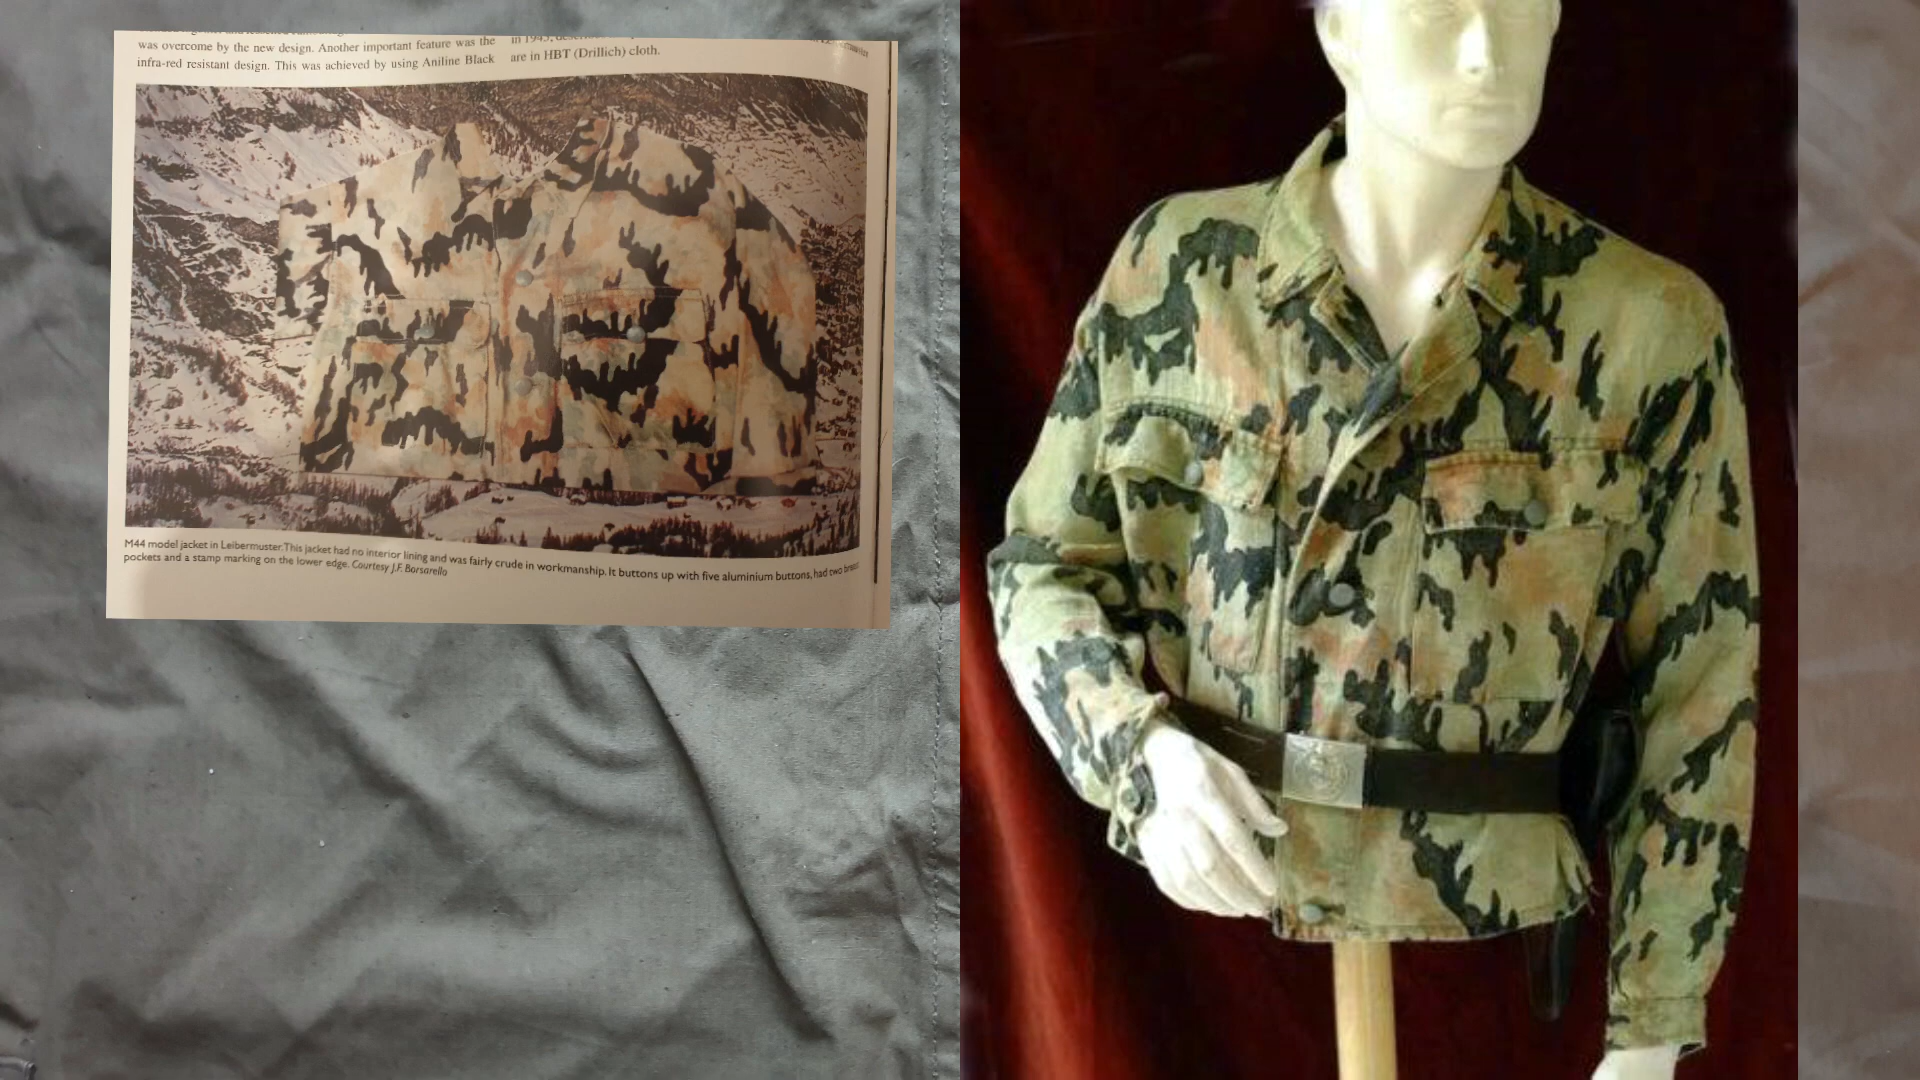 was overcome by the new design. Another important feature was the
infra-red resistant design. This was achieved by using Aniline Black
in 1945,
are in HBT (Drillich) cloth.
M44 model jacket in Leibermuster. This jacket had no interior lining and was fairly crude in workmanship. It buttons up with five aluminium buttons, had two breast
pockets and a stamp marking on the lower edge. Courtesy J.F. Borsarello